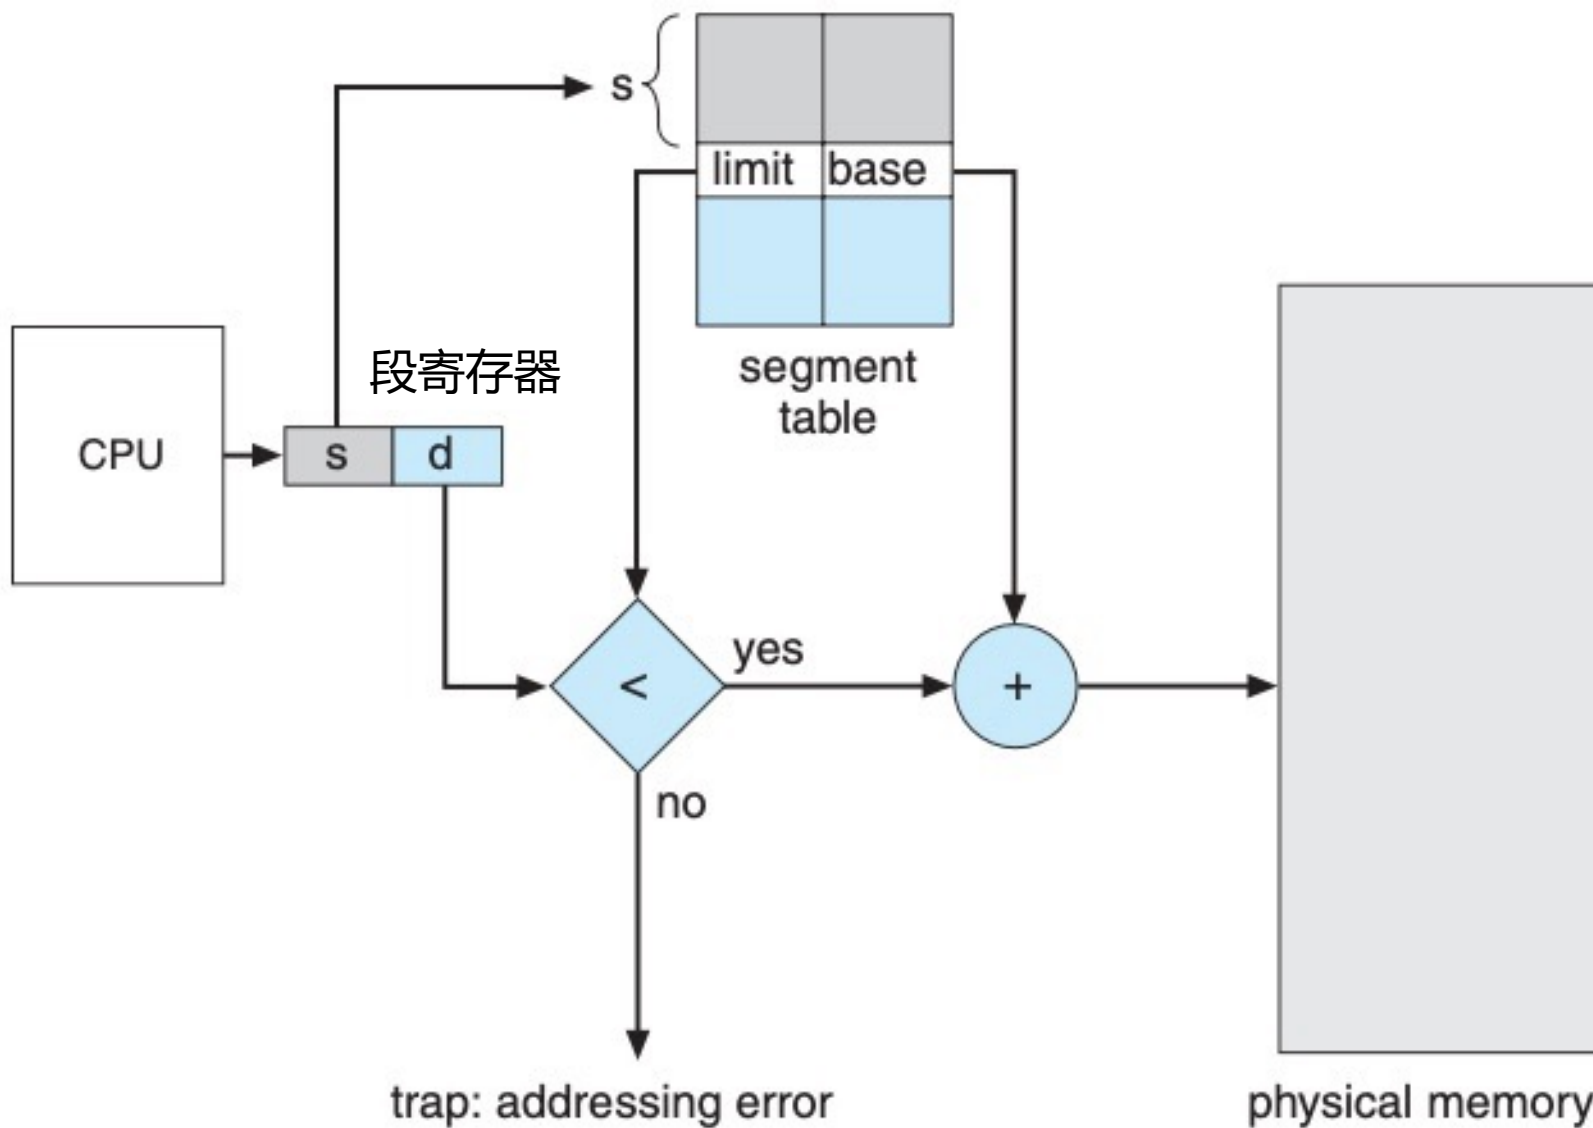 s
limit base
段寄存器
segment
table
CPU
s d
yes
<
+
no
trap: addressing error
physical memory